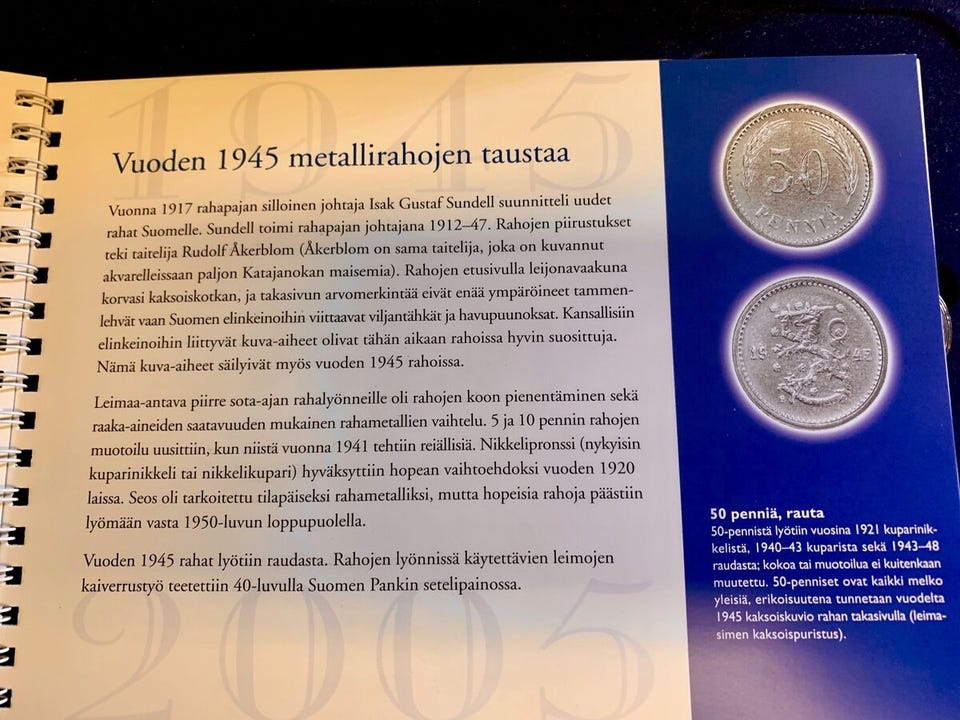 1945
Vuoden 1945 metallirahojen taustaa
Vuonna 1917 rahapajan silloinen johtaja Isak Gustaf Sundell suunnitteli uudet
rahat Suomelle. Sundell toimi rahapajan johtajana 1912–47. Rahojen piirustukset
teki taitelija Rudolf Åkerblom (Åkerblom on sama taitelija, joka on kuvannut
akvarelleissaan paljon Katajanokan maisemia). Rahojen etusivulla leijonavaakuna
korvasi kaksoiskotkan, ja takasivun arvomerkintää eivät enää ympäröineet tammen-
lehvät vaan Suomen elinkeinoihin viittaavat viljantähkät ja havupuunoksat. Kansallisiin
elinkeinoihin liittyvät kuva-aiheet olivat tähän aikaan rahoissa hyvin suosittuja.
Nämä kuva-aiheet säilyivät myös vuoden 1945 rahoissa.
Leimaa-antava piirre sota-ajan rahalyönneille oli rahojen koon pienentäminen sekä
raaka-aineiden saatavuuden mukainen rahametallien vaihtelu. 5 ja 10 pennin rahojen
muotoilu uusittiin, kun niistä vuonna 1941 tehtiin reiällisiä. Nikkelipronssi (nykyisin
kuparinikkeli tai nikkelikupari) hyväksyttiin hopean vaihtoehdoksi vuoden 1920
laissa. Seos oli tarkoitettu tilapäiseksi rahametalliksi, mutta hopeisia rahoja päästiin
lyömään vasta 1950-luvun loppupuolella.
Vuoden 1945 rahat lyötiin raudasta. Rahojen lyönnissä käytettävien leimojen
kaiverrustyö teetettiin 40-luvulla Suomen Pankin setelipainossa.
2005
50
PENNIÄ
1945
50 penniä, rauta
50-pennistä lyötiin vuosina 1921 kuparinik-
kelistä, 1940–43 kuparista sekä 1943–48
raudasta; kokoa tai muotoilua ei kuitenkaan
muutettu. 50-penniset ovat kaikki melko
yleisiä, erikoisuutena tunnetaan vuodelta
1945 kaksoiskuvio rahan takasivulla (leima-
simen kaksoispuristus).